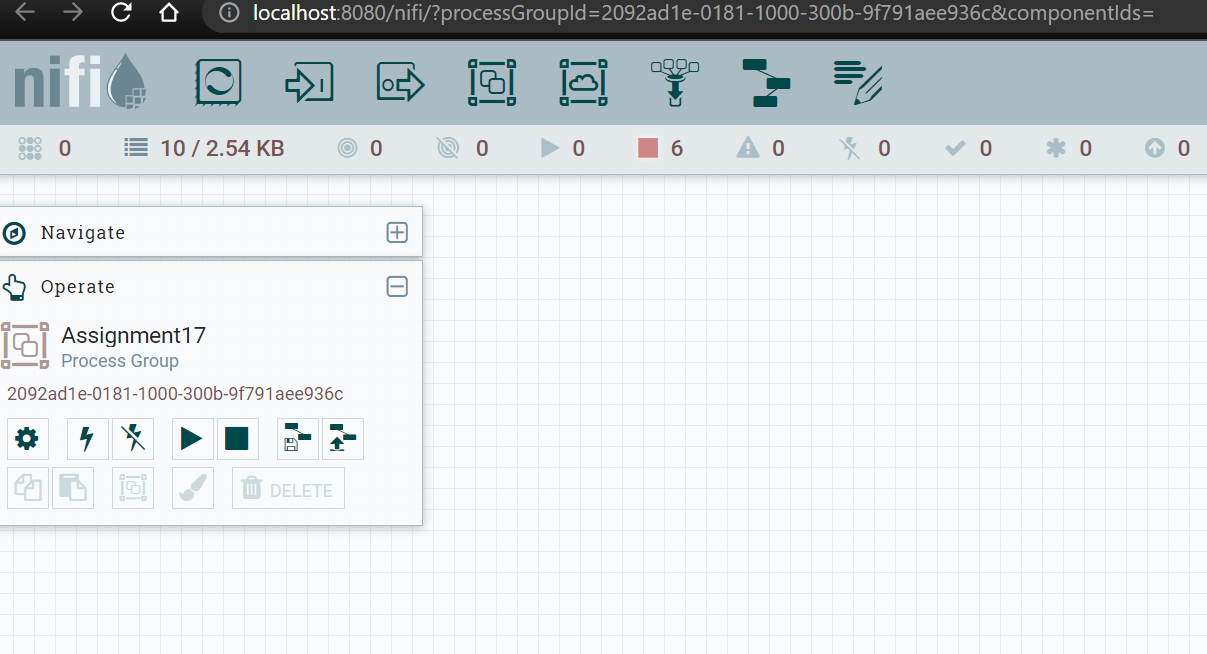 localhost:8080/nifi/?processGroupId=2092ad1e-0181-1000-300b-9f791aee936c&componentIds=
nifi
0 10 / 2.54 KB 0 0 0 6 0 0 0 0 0
Navigate
Operate
Assignment17
Process Group
2092ad1e-0181-1000-300b-9f791aee936c
DELETE